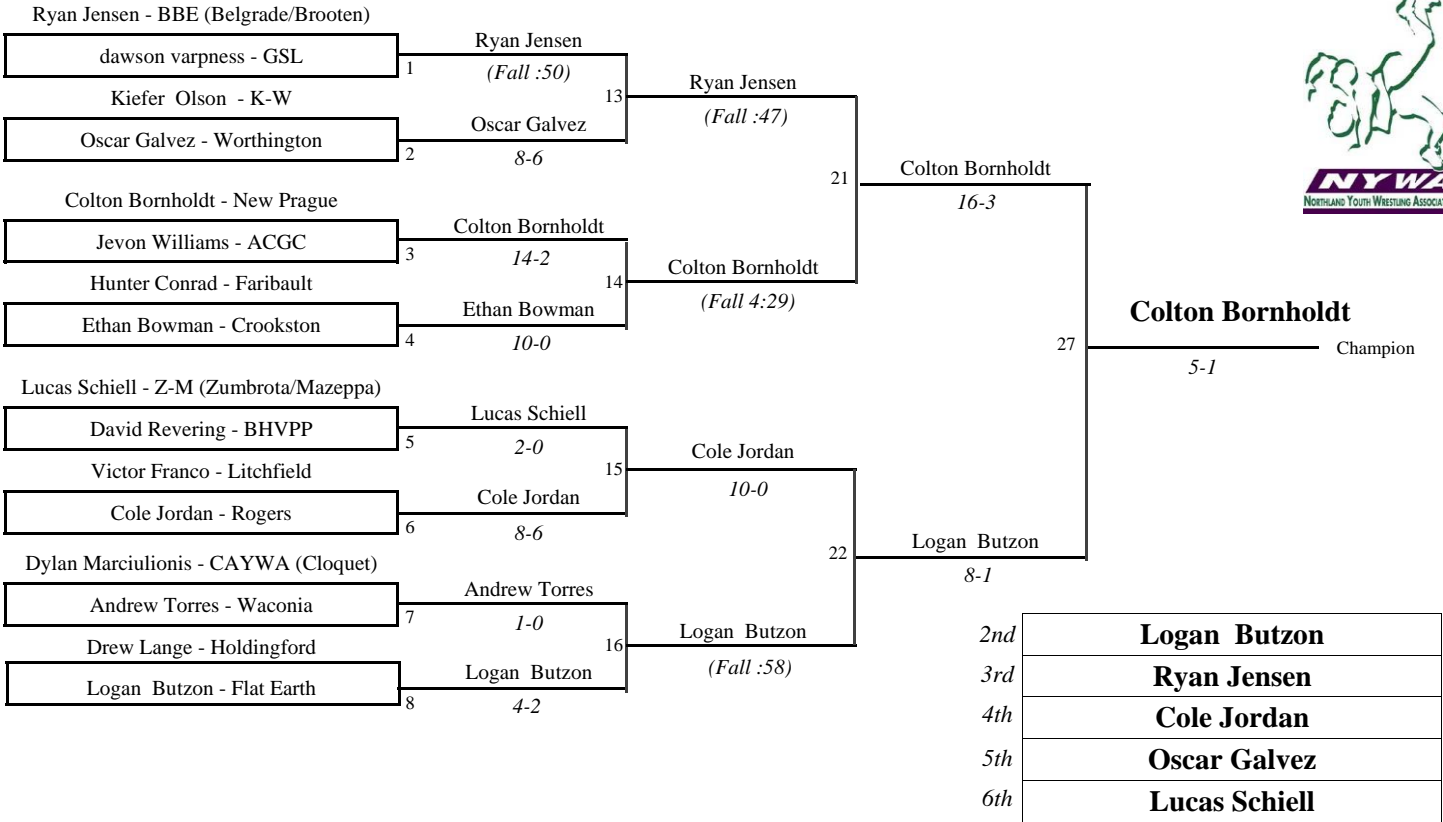 Ryan Jensen - BBE (Belgrade/Brooten)
dawson varpness - GSL
1
Ryan Jensen
(Fall :50)
Kiefer Olson - K-W
Oscar Galvez - Worthington
2
Oscar Galvez
8-6
13
Ryan Jensen
(Fall :47)
Colton Bornholdt - New Prague
Jevon Williams - ACGC
3
Colton Bornholdt
14-2
Hunter Conrad - Faribault
Ethan Bowman - Crookston
4
Ethan Bowman
10-0
14
Colton Bornholdt
(Fall 4:29)
21
Colton Bornholdt
16-3
Lucas Schiell - Z-M (Zumbrota/Mazeppa)
David Revering - BHVPP
5
Lucas Schiell
2-0
Victor Franco - Litchfield
Cole Jordan - Rogers
6
Cole Jordan
8-6
15
Cole Jordan
10-0
Dylan Marciulionis - CAYWA (Cloquet)
Andrew Torres - Waconia
7
Andrew Torres
1-0
Drew Lange - Holdingford
Logan Butzon - Flat Earth
8
Logan Butzon
4-2
16
Logan Butzon
(Fall :58)
22
Logan Butzon
8-1
27
Colton Bornholdt
5-1
Champion
NYWA
NORTHLAND YOUTH WRESTLING
2nd Logan Butzon
3rd Ryan Jensen
4th Cole Jordan
5th Oscar Galvez
6th Lucas Schiell